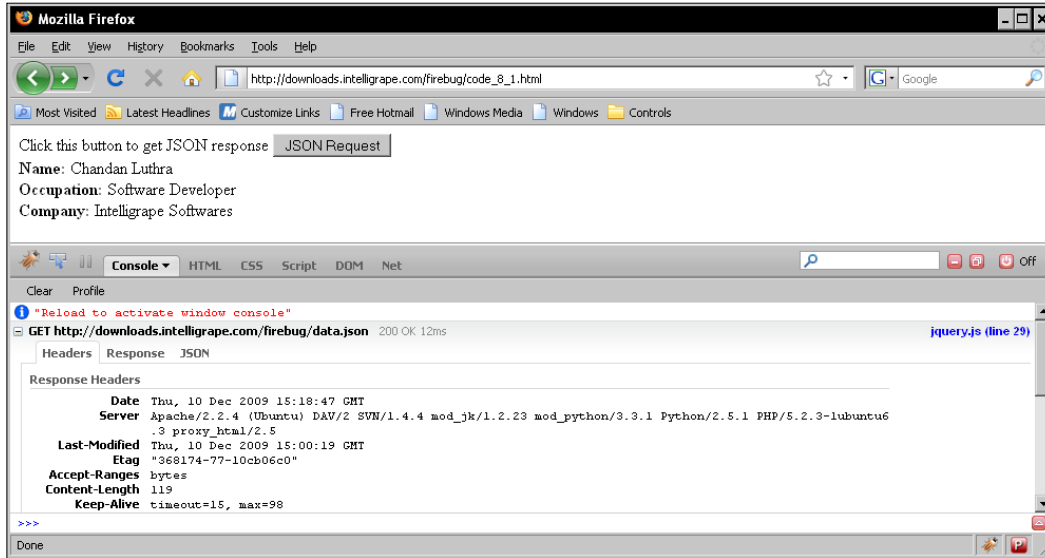 Mozilla Firefox
File Edit View History Bookmarks Tools Help
http://downloads.intelligrape.com/firebug/code_8_1.html
G Google
Most Visited Latest Headlines Customize Links Free Hotmail Windows Media Windows Controls
Click this button to get JSON response JSON Request
Name: Chandan Luthra
Occupation: Software Developer
Company: Intelligrape Softwares
Console HTML CSS Script DOM Net Off
Clear Profile
"Reload to activate window console"
GET http://downloads.intelligrape.com/firebug/data.json 200 OK 12ms jquery.js (line 29)
Headers Response JSON
Response Headers
Date Thu, 10 Dec 2009 15:18:47 GMT
Server Apache/2.2.4 (Ubuntu) DAV/2 SVN/1.4.4 mod_jk/1.2.23 mod_python/3.3.1 Python/2.5.1 PHP/5.2.3-1ubuntu6
.3 proxy_html/2.5
Last-Modified Thu, 10 Dec 2009 15:00:19 GMT
Etag "368174-77-10cb06c0"
Accept-Ranges bytes
Content-Length 119
Keep-Alive timeout=15, max=98
>>>
Done